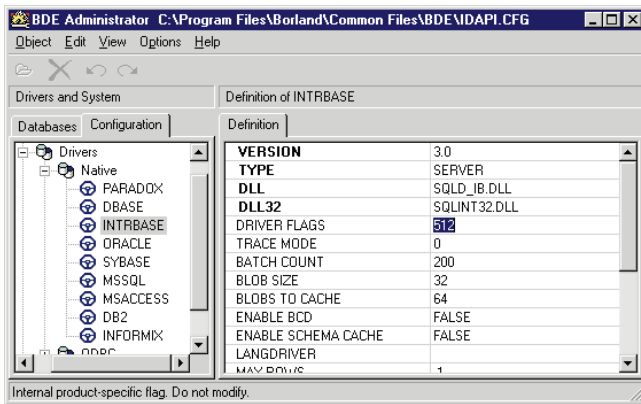 BDE Administrator C:\Program Files\Borland\Common Files\BDE\IDAPI.CFG
Object Edit View Options Help
Drivers and System
Definition of INTRBASE
Databases Configuration
Definition
Drivers
Native
PARADOX
DBASE
INTRBASE
ORACLE
SYBASE
MSSQL
MSACCESS
DB2
INFORMIX
ODBC
VERSION 3.0
TYPE SERVER
DLL SQLD_IB.DLL
DLL32 SQLINT32.DLL
DRIVER FLAGS 512
TRACE MODE 0
BATCH COUNT 200
BLOB SIZE 32
BLOBS TO CACHE 64
ENABLE BCD FALSE
ENABLE SCHEMA CACHE FALSE
LANGDRIVER
MAX ROWS
Internal product-specific flag. Do not modify.